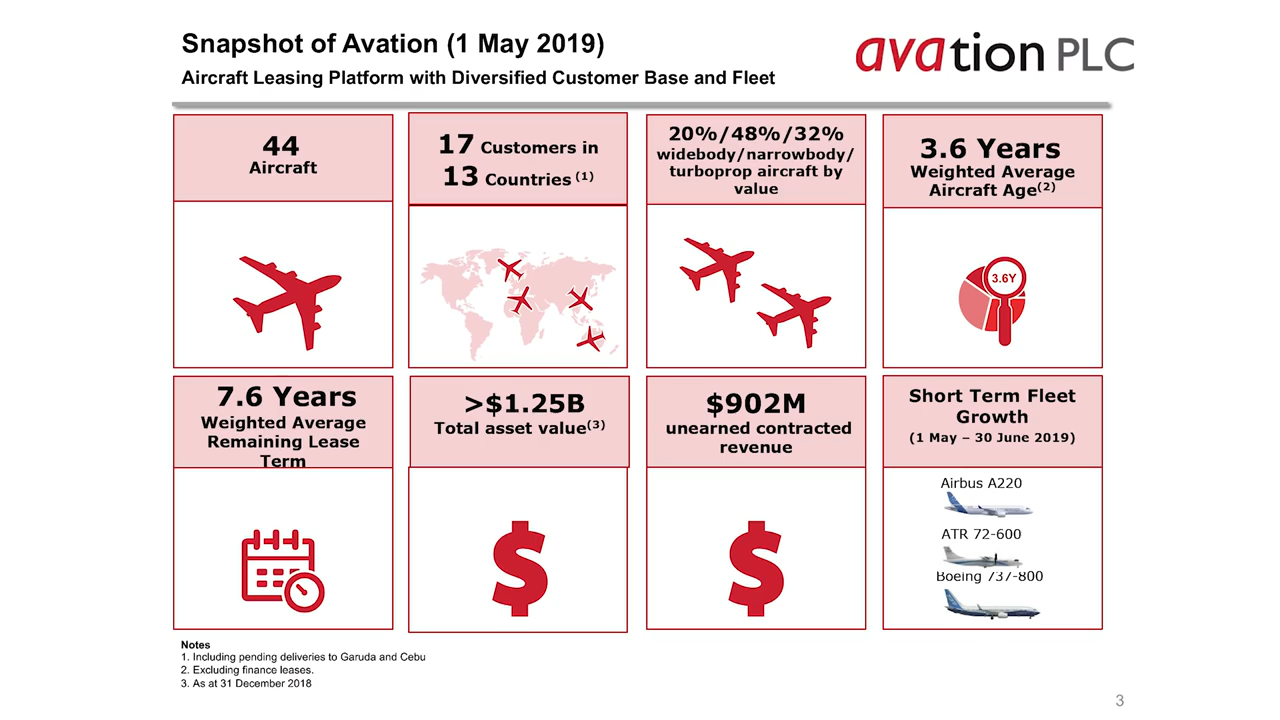 Snapshot of Avation (1 May 2019)
Aircraft Leasing Platform with Diversified Customer Base and Fleet
avation PLC
44
Aircraft
17 Customers in
13 Countries (1)
20%/48%/32%
widebody/narrowbody/
turboprop aircraft by
value
3.6 Years
Weighted Average
Aircraft Age(2)
3.6Y
7.6 Years
Weighted Average
Remaining Lease
Term
>$1.25B
Total asset value(3)
$902M
unearned contracted
revenue
Short Term Fleet
Growth
(1 May – 30 June 2019)
$
$
Airbus A220
ATR 72-600
Boeing 737-800
Notes
1. Including pending deliveries to Garuda and Cebu
2. Excluding finance leases.
3. As at 31 December 2018
3